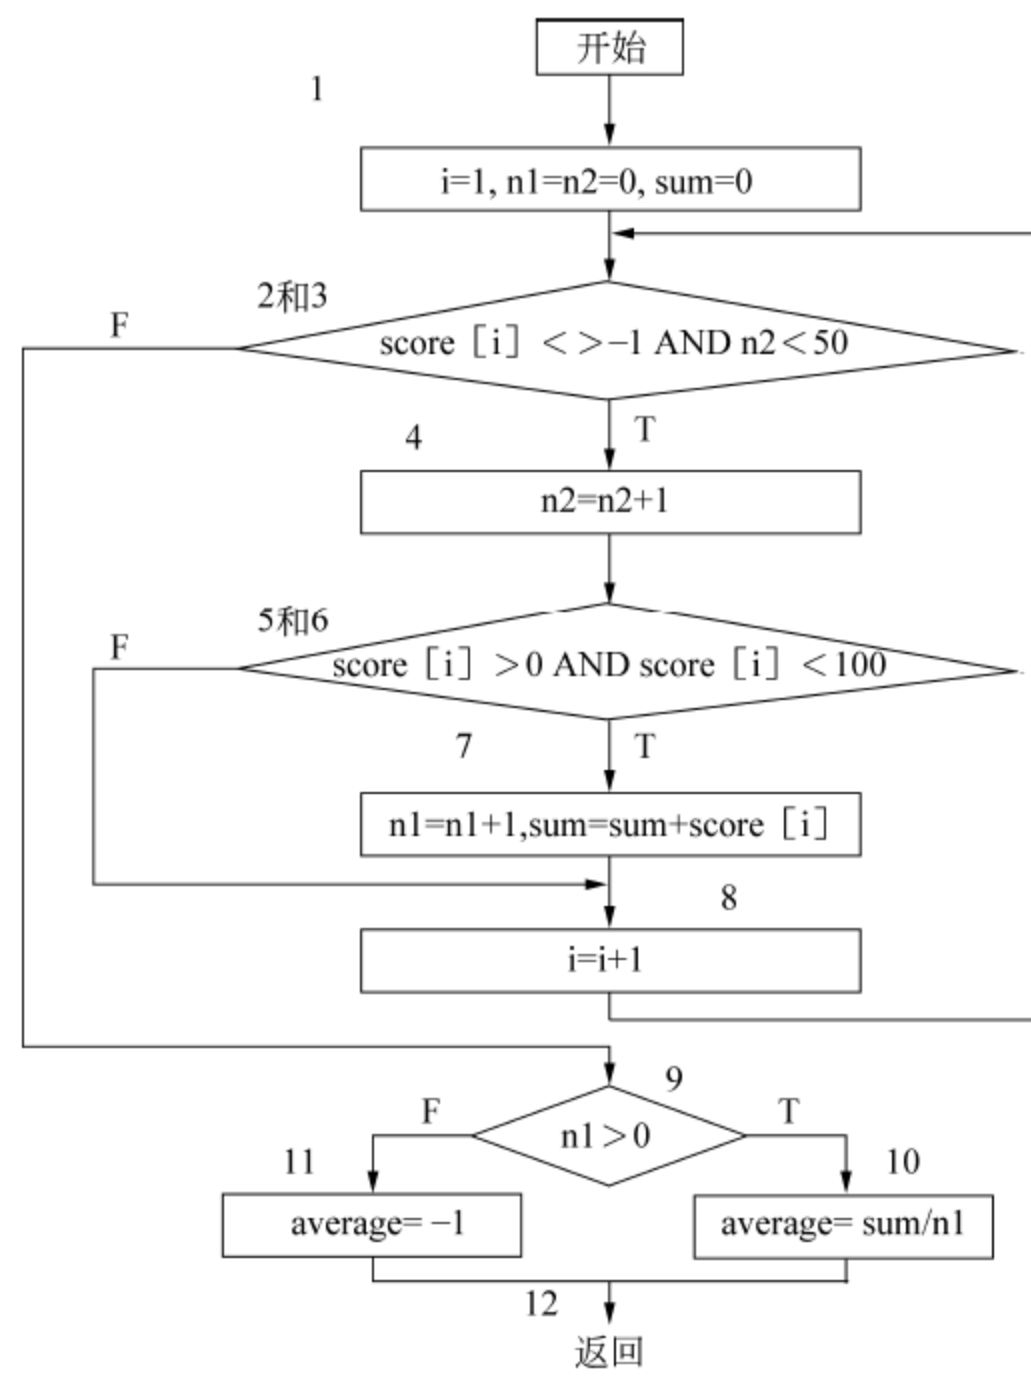 开始
1
i=1, n1=n2=0, sum=0
2和3
F
score [i] <>−1 AND n2<50
T
4
n2=n2+1
5和6
F
score [i] >0 AND score [i] <100
7
T
n1=n1+1,sum=sum+score [i]
8
i=i+1
9
F
T
n1>0
11
10
average= −1
average= sum/n1
12
返回